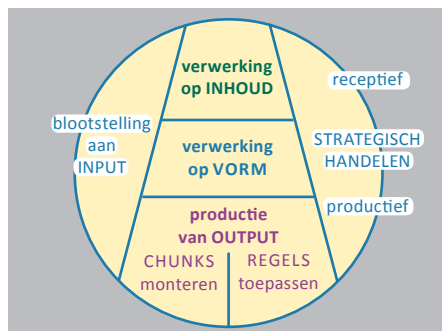 blootstelling
aan
INPUT
verwerking
op INHOUD
verwerking
op VORM
productie
van OUTPUT
CHUNKS
monteren
REGELS
toepassen
receptief
STRATEGISCH
HANDELEN
productief